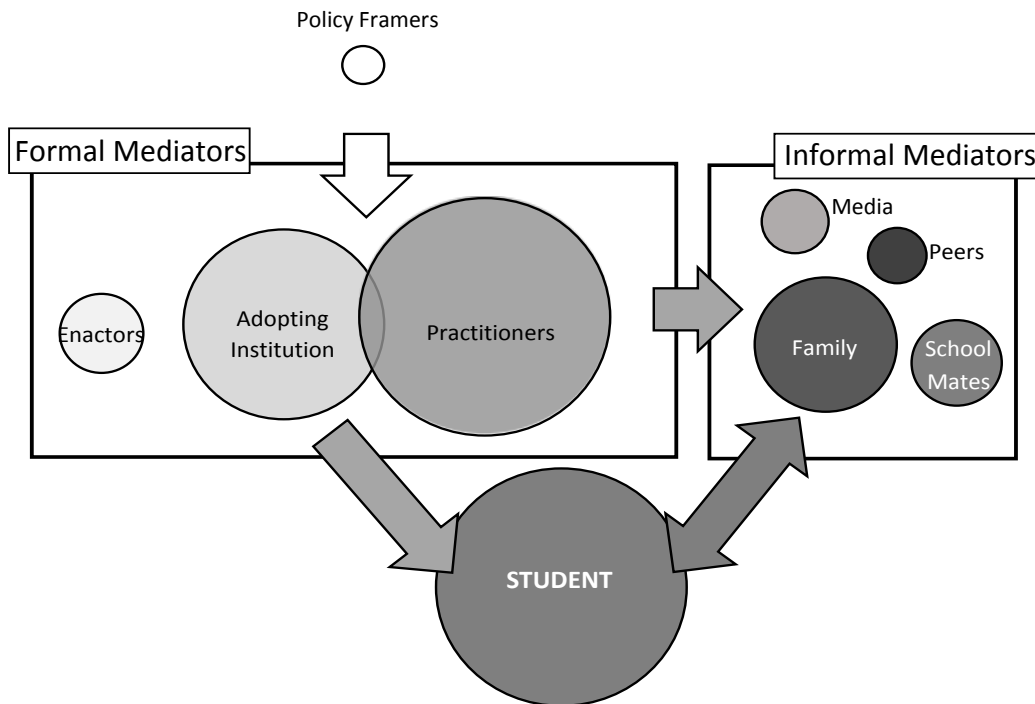 Policy Framers
Formal Mediators
Informal Mediators
Media
Peers
Enactors
Adopting
Institution
Practitioners
Family
School
Mates
STUDENT